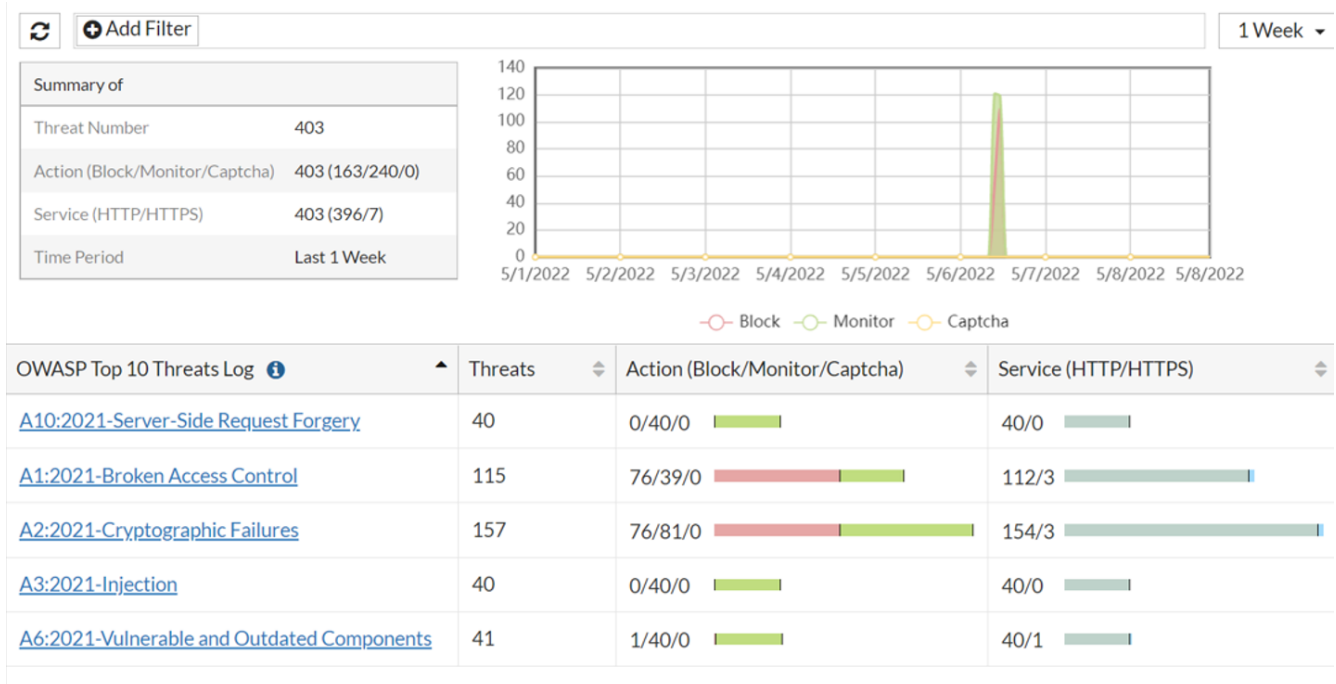 Add Filter
1 Week
Summary of
Threat Number 403
Action (Block/Monitor/Captcha) 403 (163/240/0)
Service (HTTP/HTTPS) 403 (396/7)
Time Period Last 1 Week
140
120
100
80
60
40
20
0
5/1/2022 5/2/2022 5/3/2022 5/4/2022 5/5/2022 5/6/2022 5/7/2022 5/8/2022 5/8/2022
Block Monitor Captcha
OWASP Top 10 Threats Log Threats Action (Block/Monitor/Captcha) Service (HTTP/HTTPS)
A10:2021-Server-Side Request Forgery 40 0/40/0 40/0
A1:2021-Broken Access Control 115 76/39/0 112/3
A2:2021-Cryptographic Failures 157 76/81/0 154/3
A3:2021-Injection 40 0/40/0 40/0
A6:2021-Vulnerable and Outdated Components 41 1/40/0 40/1